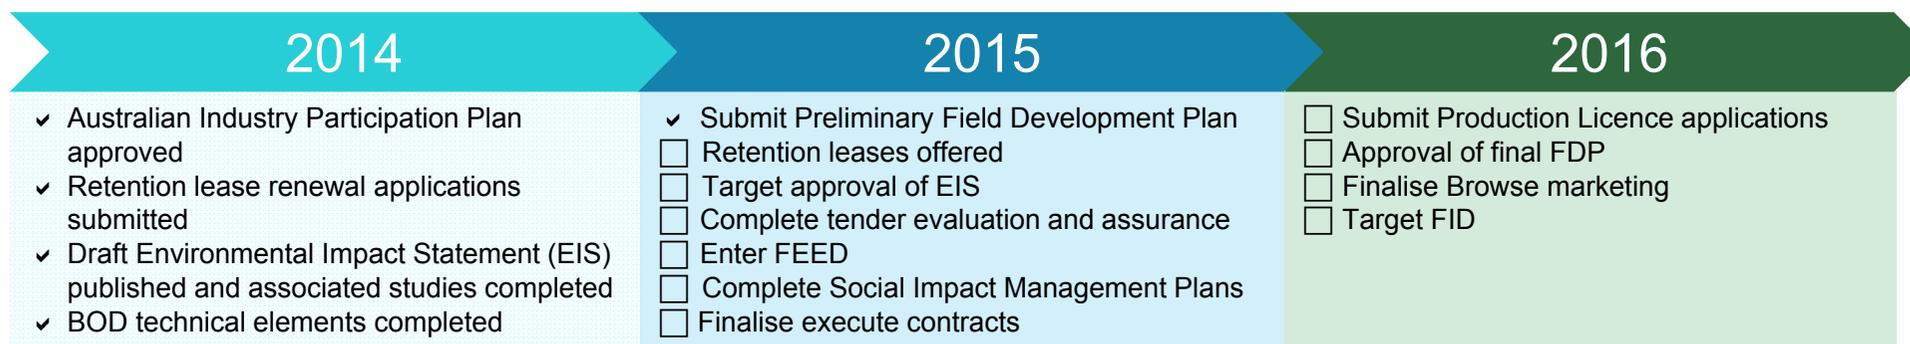 2014
Australian Industry Participation Plan
approved
Retention lease renewal applications
submitted
Draft Environmental Impact Statement (EIS)
published and associated studies completed
BOD technical elements completed
2015
Submit Preliminary Field Development Plan
Retention leases offered
Target approval of EIS
Complete tender evaluation and assurance
Enter FEED
Complete Social Impact Management Plans
Finalise execute contracts
2016
Submit Production Licence applications
Approval of final FDP
Finalise Browse marketing
Target FID